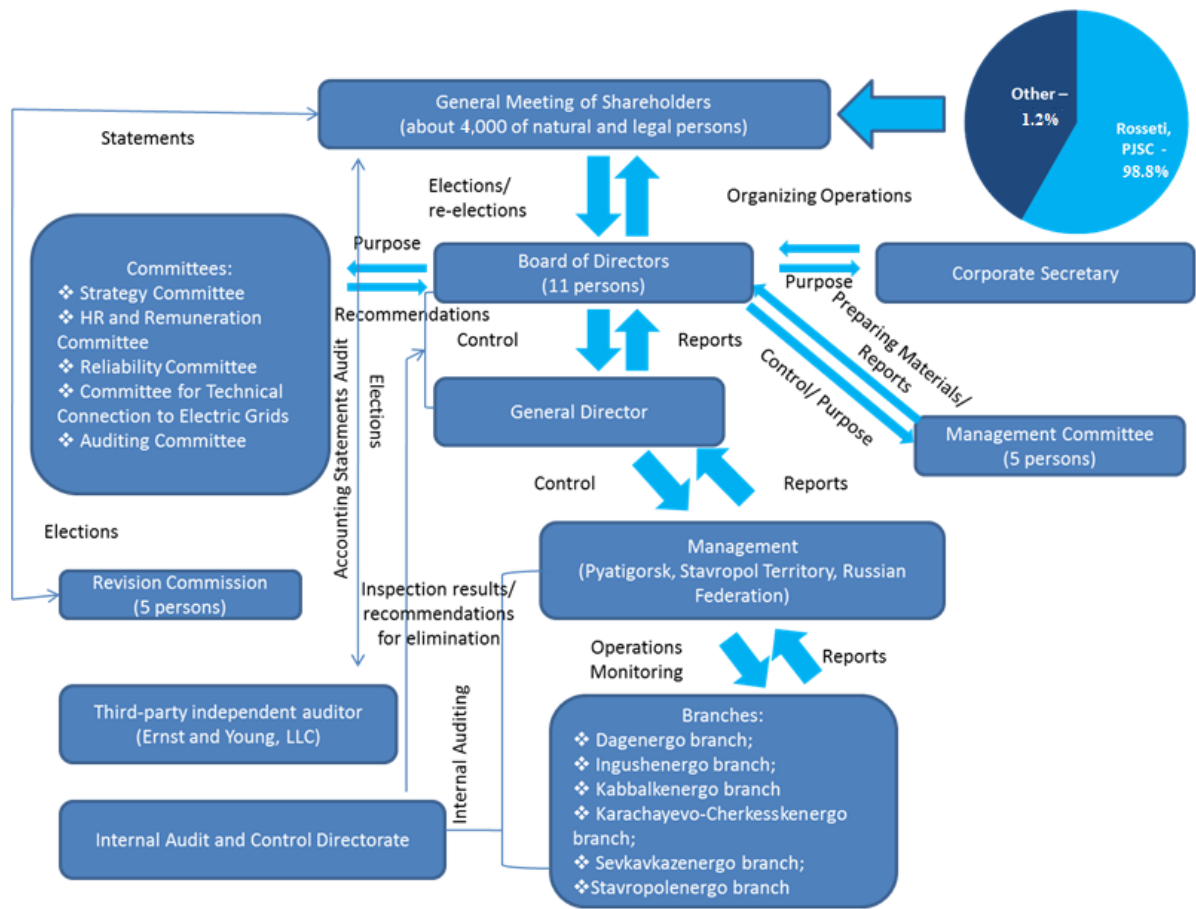 General Meeting of Shareholders
(about 4,000 of natural and legal persons)
Other –
1.2%
Rosseti,
PJSC -
98.8%
Statements
Elections/
re-elections
Organizing Operations
Committees:
❖ Strategy Committee
❖ HR and Remuneration
Committee
❖ Reliability Committee
❖ Committee for Technical
Connection to Electric Grids
❖ Auditing Committee
Purpose
Recommendations
Board of Directors
(11 persons)
Purpose
Corporate Secretary
Control
Reports
Preparing Materials/
Reports
Control/ Purpose
Accounting Statements Audit
Elections
General Director
Management Committee
(5 persons)
Control
Reports
Elections
Revision Commission
(5 persons)
Management
(Pyatigorsk, Stavropol Territory, Russian
Federation)
Inspection results/
recommendations
for elimination
Operations
Monitoring
Reports
Third-party independent auditor
(Ernst and Young, LLC)
Internal Auditing
Internal Audit and Control Directorate
Branches:
❖ Dagenergo branch;
❖ Ingushenergo branch;
❖ Kabbalkenergo branch
❖ Karachayevo-Cherkesskenergo
branch;
❖ Sevkavkazenergo branch;
❖Stavropolenergo branch